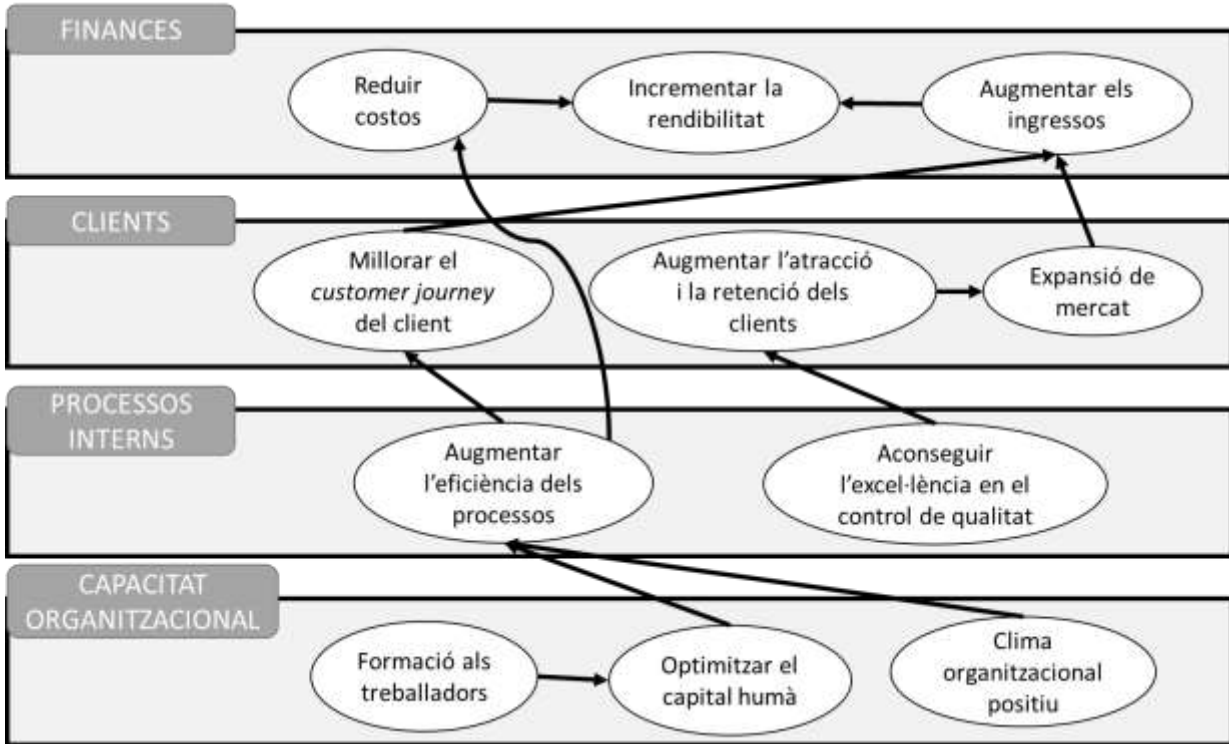 FINANCES
Reduir
costos
Incrementar la
rendibilitat
Augmentar els
ingressos
CLIENTS
Millorar el
customer journey
del client
Augmentar l'atracció
i la retenció dels
clients
Expansió de
mercat
PROCESSOS
INTERNS
Augmentar
l'eficiència dels
processos
Aconseguir
l'excel·lència en el
control de qualitat
CAPACITAT
ORGANITZACIONAL
Formació als
treballadors
Optimitzar el
capital humà
Clima
organitzacional
positiu